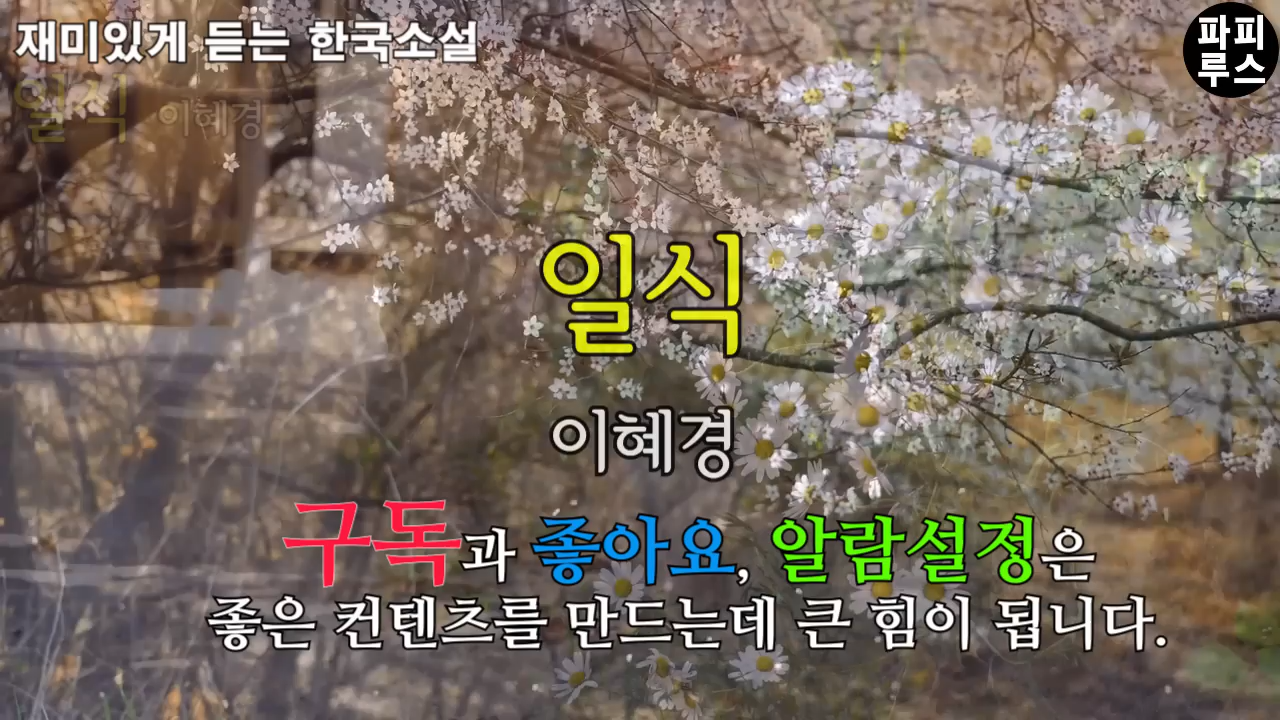 재미있게 듣는 한국소설
파피
루스
일식 이혜경
일식
이혜경
구독과 좋아요, 알람설정은
좋은 컨텐츠를 만드는데 큰 힘이 됩니다.